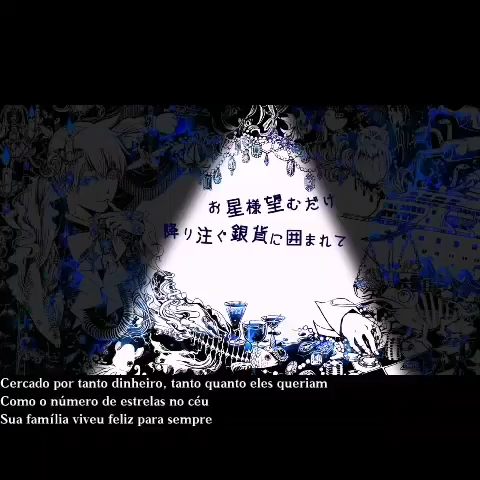 お星様望むだけ
降り注ぐ銀貨に囲まれて
Cercado por tanto dinheiro, tanto quanto eles queriam
Como o número de estrelas no céu
Sua família viveu feliz para sempre